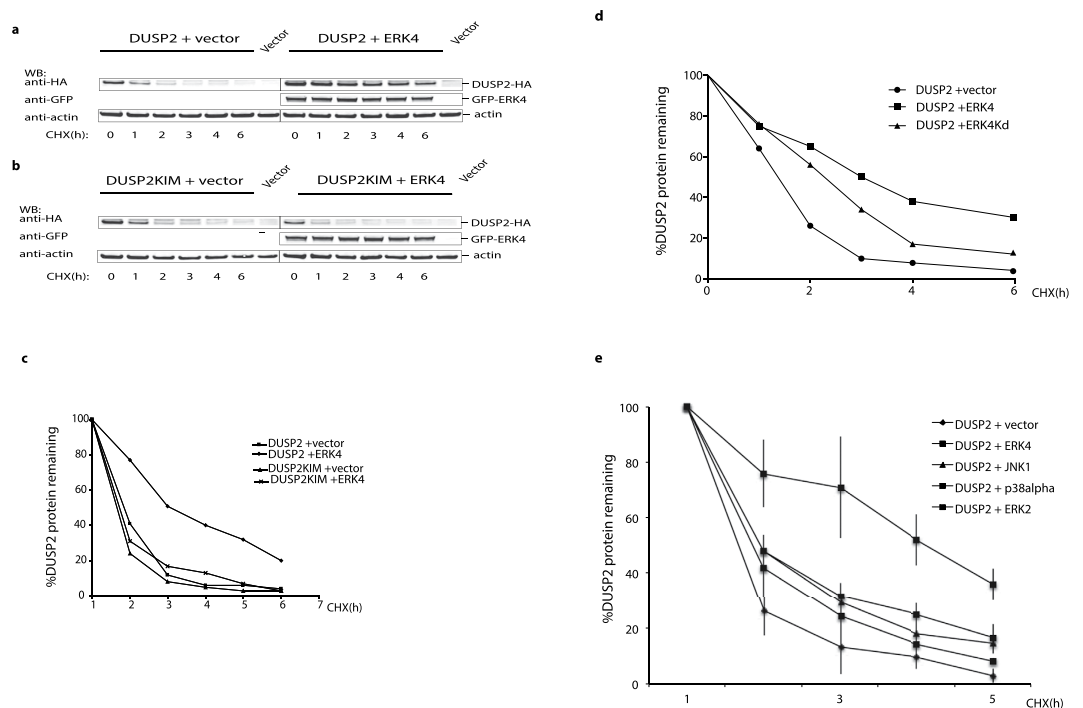 a
DUSP2 + vector
Vector
DUSP2 + ERK4
Vector
WB:
anti-HA
DUSP2-HA
anti-GFP
GFP-ERK4
anti-actin
actin
CHX(h): 0 1 2 3 4 6 0 1 2 3 4 6
b
DUSP2KIM + vector
Vector
DUSP2KIM + ERK4
Vector
WB:
anti-HA
DUSP2-HA
anti-GFP
GFP-ERK4
anti-actin
actin
CHX(h): 0 1 2 3 4 6 0 1 2 3 4 6
c
%DUSP2 protein remaining
100
80
60
40
20
0
1 2 3 4 5 6 7
CHX(h)
DUSP2 +vector
DUSP2 +ERK4
DUSP2KIM +vector
DUSP2KIM +ERK4
d
%DUSP2 protein remaining
100
80
60
40
20
0
0 2 4 6
CHX(h)
DUSP2 +vector
DUSP2 +ERK4
DUSP2 +ERK4Kd
e
%DUSP2 protein remaining
100
80
60
40
20
0
1 3 5
CHX(h)
DUSP2 + vector
DUSP2 + ERK4
DUSP2 + JNK1
DUSP2 + p38alpha
DUSP2 + ERK2